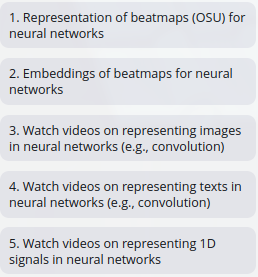 1. Representation of beatmaps (OSU) for
neural networks
2. Embeddings of beatmaps for neural
networks
3. Watch videos on representing images
in neural networks (e.g., convolution)
4. Watch videos on representing texts in
neural networks (e.g., convolution)
5. Watch videos on representing 1D
signals in neural networks